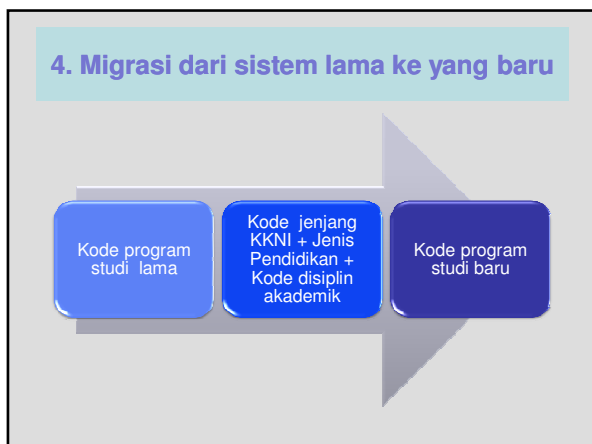 4. Migrasi dari sistem lama ke yang baru
Kode program
studi lama
Kode jenjang
KKNI + Jenis
Pendidikan +
Kode disiplin
akademik
Kode program
studi baru